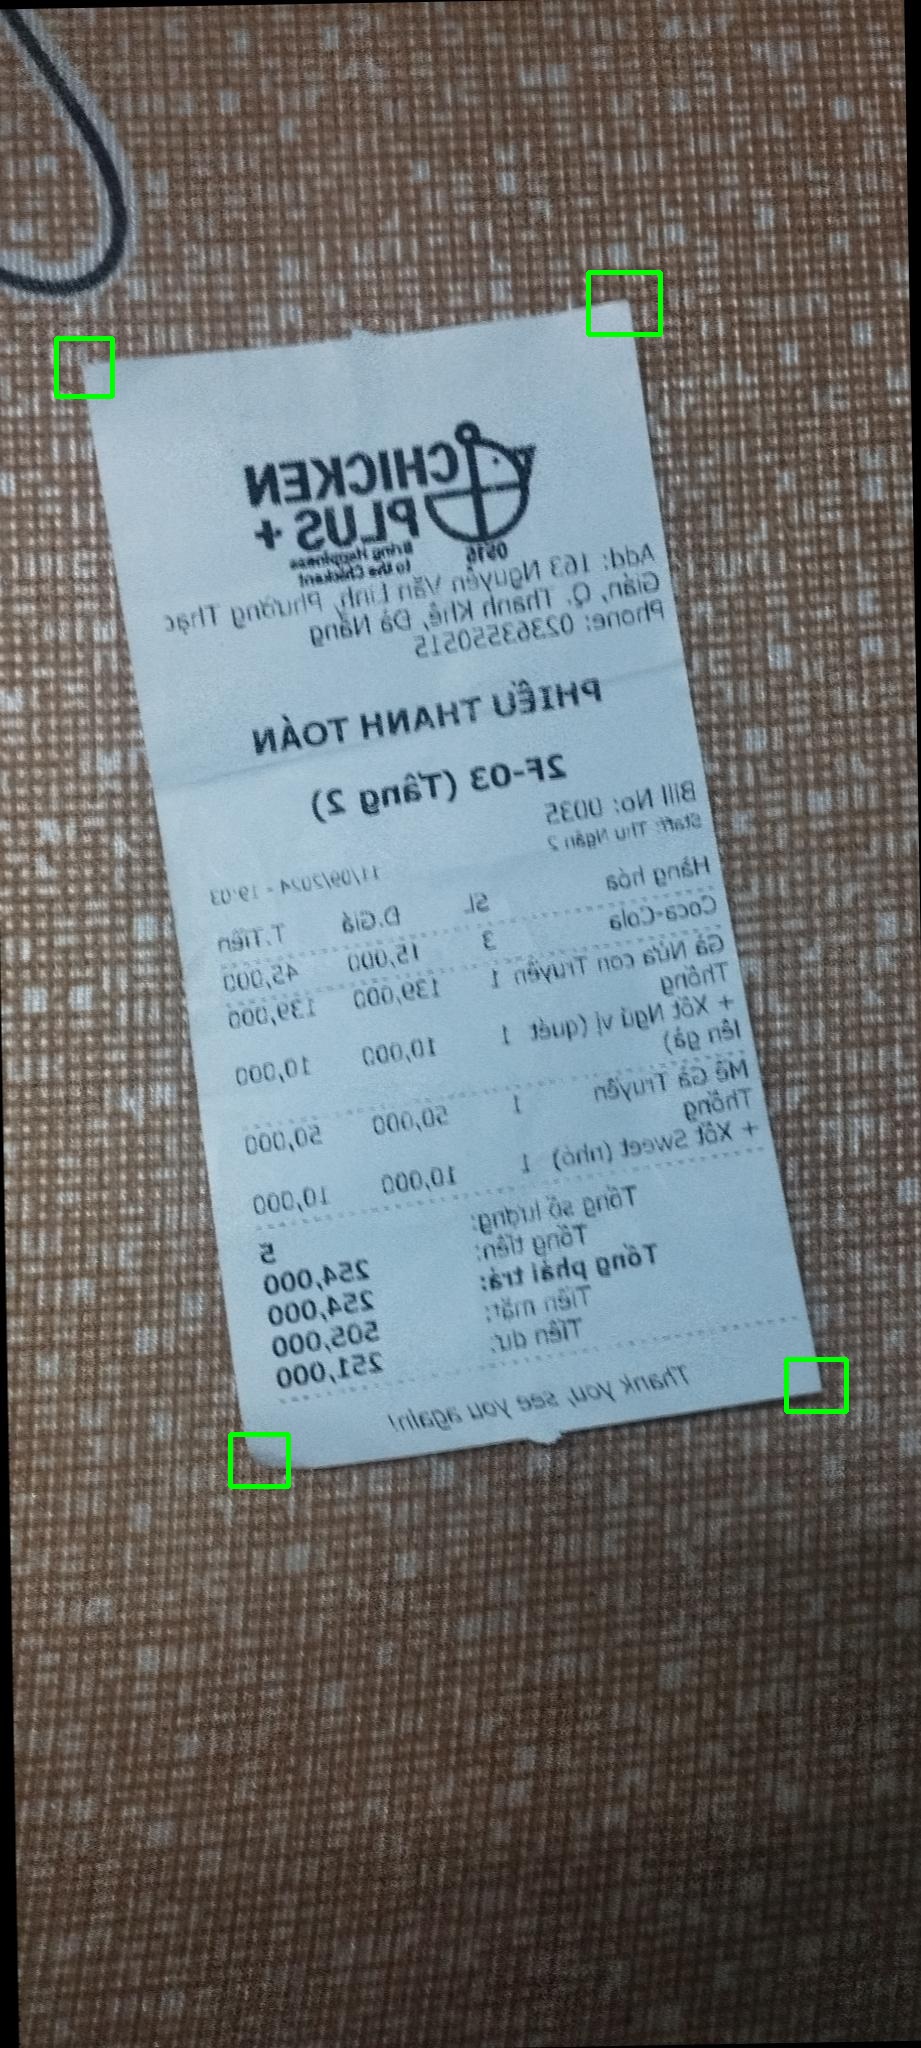 CHICKEN
PLUS +
Bring Happiness
to the Chickent
0516
Add: 163 Nguyễn Văn Linh, Phường Thạc
Gián, Q. Thanh Khê, Đà Nẵng
Phone: 02363550515
PHIẾU THANH TOÁN
2F-03 (Tầng 2)
Bill No: 0035
Staff: Thu Ngân 2
11/09/2024 - 19:03
Hàng hóa SL Đ.Giá T.Tiền
Coca-Cola 3 15,000 45,000
Gà Nửa con Truyền 1 139,000 139,000
Thống
+ Xốt Ngũ vị (quét 1 10,000 10,000
lên gà)
Mề Gà Truyền 1 50,000 50,000
Thống
+ Xốt Sweet (nhỏ) 1 10,000 10,000
Tổng số lượng: 5
Tổng tiền: 254,000
Tổng phải trả: 254,000
Tiền mặt: 505,000
Tiền dư: 251,000
Thank you, see you again!